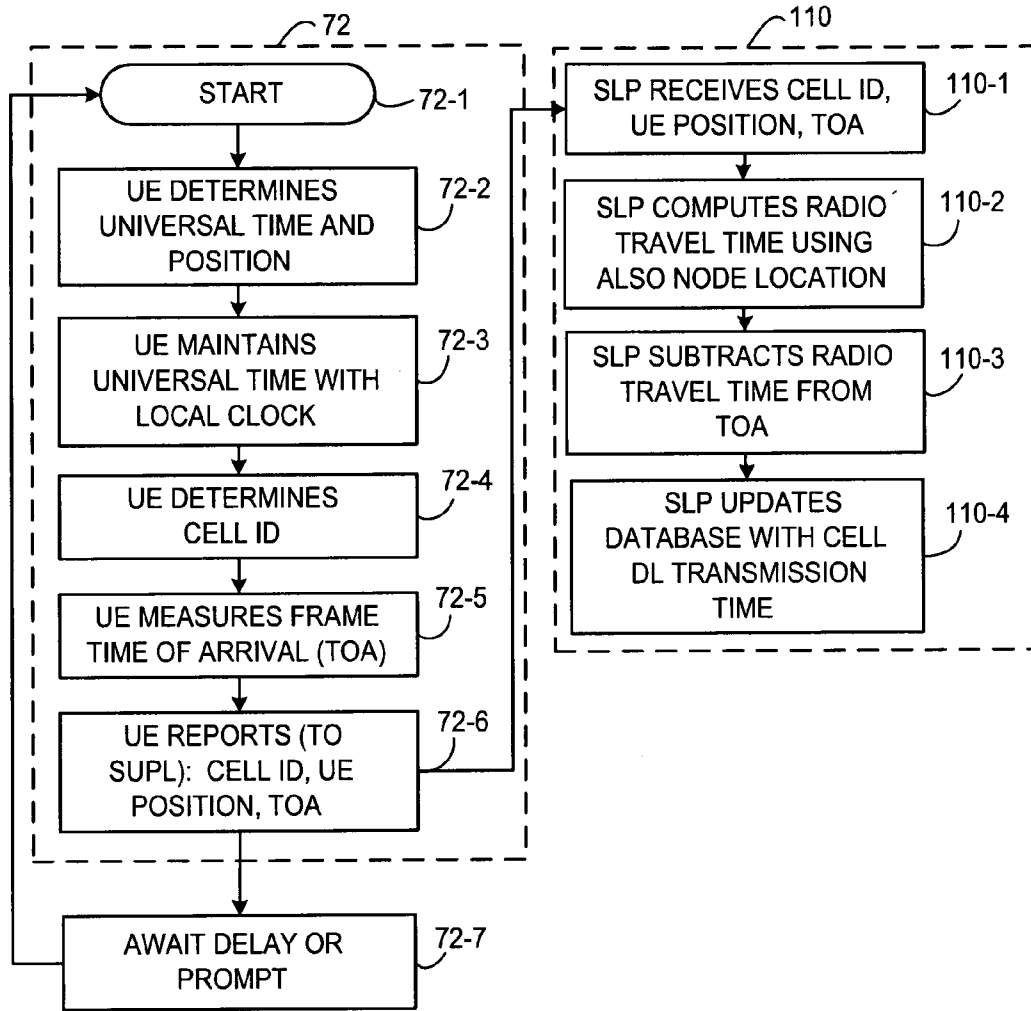 72
START
72-1
UE DETERMINES
UNIVERSAL TIME AND
POSITION
72-2
UE MAINTAINS
UNIVERSAL TIME WITH
LOCAL CLOCK
72-3
UE DETERMINES
CELL ID
72-4
UE MEASURES FRAME
TIME OF ARRIVAL (TOA)
72-5
UE REPORTS (TO
SUPL): CELL ID, UE
POSITION, TOA
72-6
AWAIT DELAY OR
PROMPT
72-7
110
SLP RECEIVES CELL ID,
UE POSITION, TOA
110-1
SLP COMPUTES RADIO
TRAVEL TIME USING
ALSO NODE LOCATION
110-2
SLP SUBTRACTS RADIO
TRAVEL TIME FROM
TOA
110-3
SLP UPDATES
DATABASE WITH CELL
DL TRANSMISSION
TIME
110-4